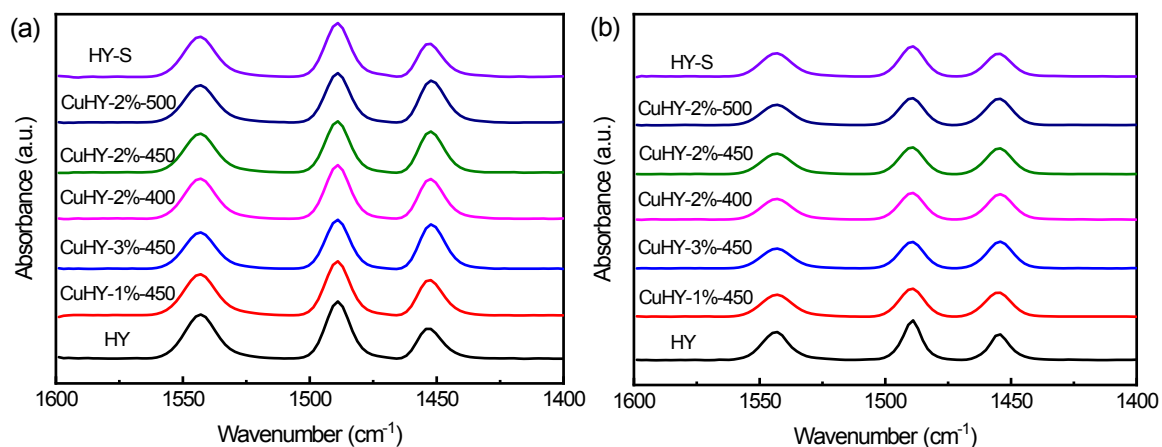 (a)
HY-S
CuHY-2%-500
CuHY-2%-450
CuHY-2%-400
CuHY-3%-450
CuHY-1%-450
HY
Absorbance (a.u.)
1600 1550 1500 1450 1400
Wavenumber (cm⁻¹)
(b)
HY-S
CuHY-2%-500
CuHY-2%-450
CuHY-2%-400
CuHY-3%-450
CuHY-1%-450
HY
Absorbance (a.u.)
1600 1550 1500 1450 1400
Wavenumber (cm⁻¹)